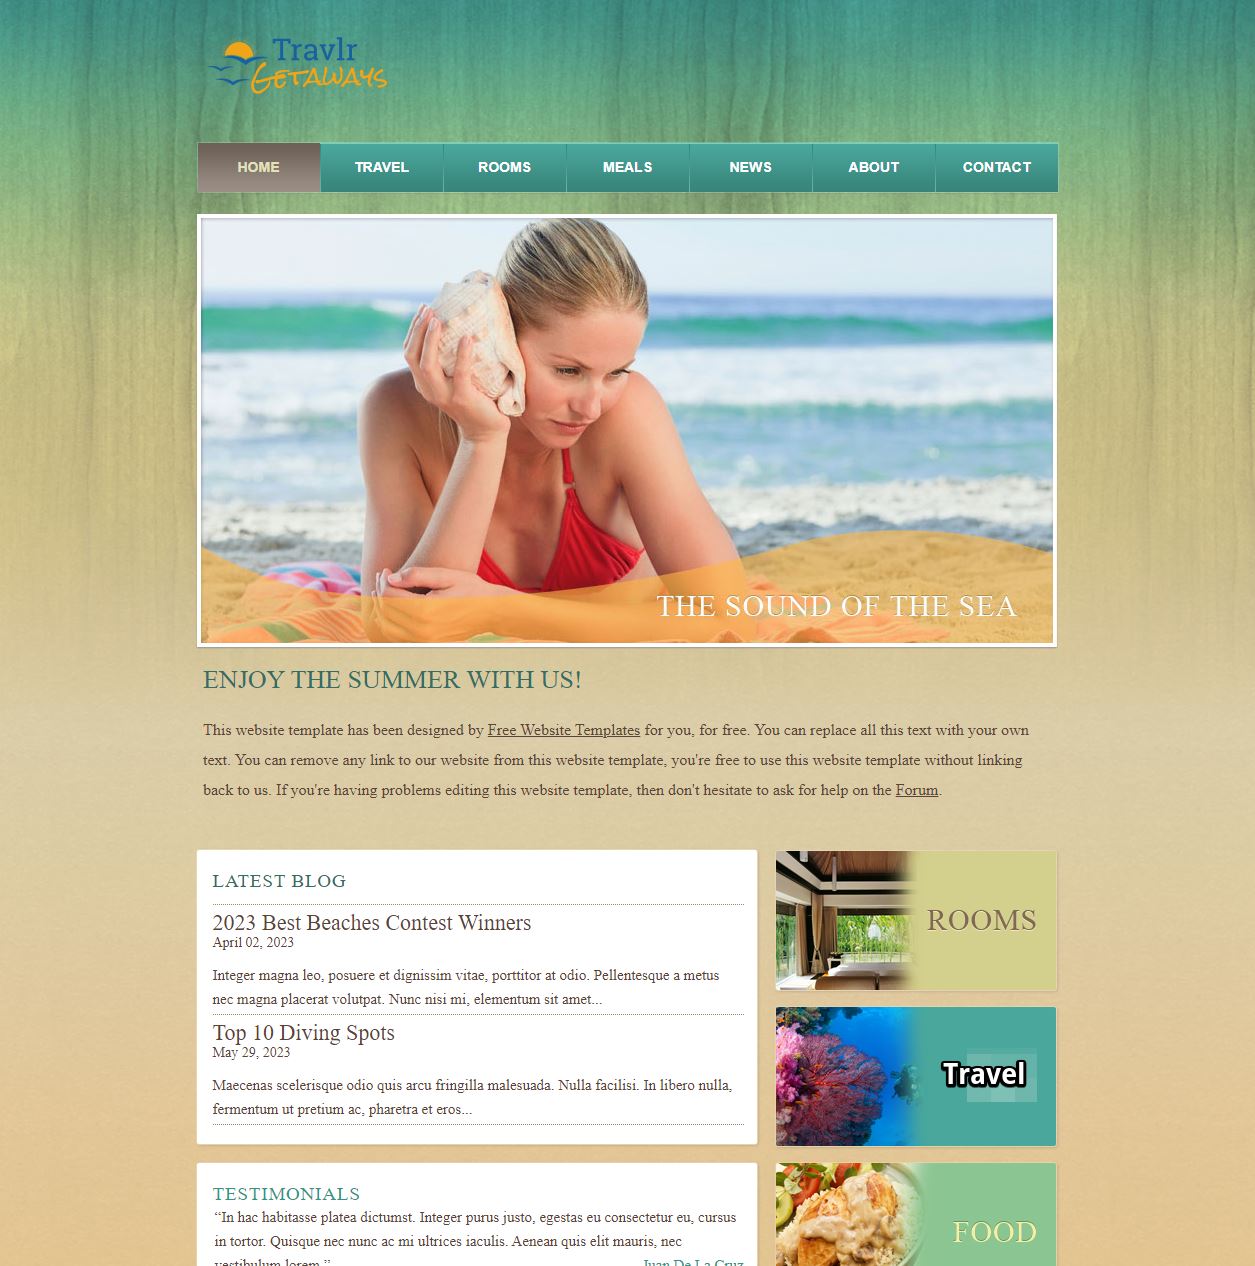 Travlr
Getaways
HOME
TRAVEL
ROOMS
MEALS
NEWS
ABOUT
CONTACT
THE SOUND OF THE SEA
ENJOY THE SUMMER WITH US!
This website template has been designed by Free Website Templates for you, for free. You can replace all this text with your own
text. You can remove any link to our website from this website template, you're free to use this website template without linking
back to us. If you're having problems editing this website template, then don't hesitate to ask for help on the Forum.
LATEST BLOG
2023 Best Beaches Contest Winners
April 02, 2023
Integer magna leo, posuere et dignissim vitae, porttitor at odio. Pellentesque a metus
nec magna placerat volutpat. Nunc nisi mi, elementum sit amet...
Top 10 Diving Spots
May 29, 2023
Maecenas scelerisque odio quis arcu fringilla malesuada. Nulla facilisi. In libero nulla,
fermentum ut pretium ac, pharetra et eros...
TESTIMONIALS
“In hac habitasse platea dictumst. Integer purus justo, egestas eu consectetur eu, cursus
in tortor. Quisque nec nunc ac mi ultrices iaculis. Aenean quis elit mauris, nec
vestibulum lorem.”
Juan De La Cruz
ROOMS
Travel
FOOD